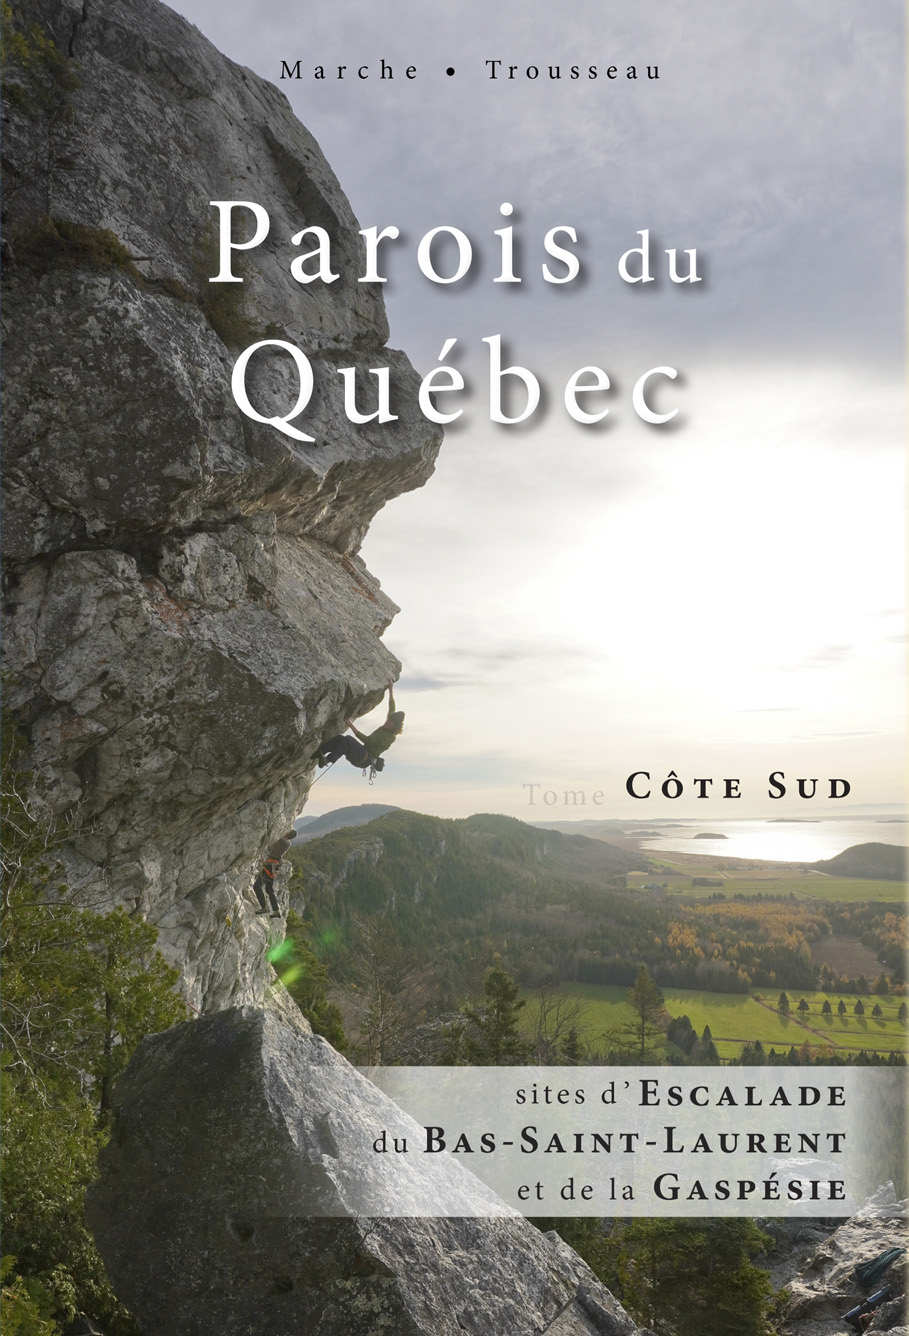 Marche • Trousseau
Parois du
Québec
Tome CÔTE SUD
sites d'ESCALADE
du BAS-SAINT-LAURENT
et de la GASPÉSIE